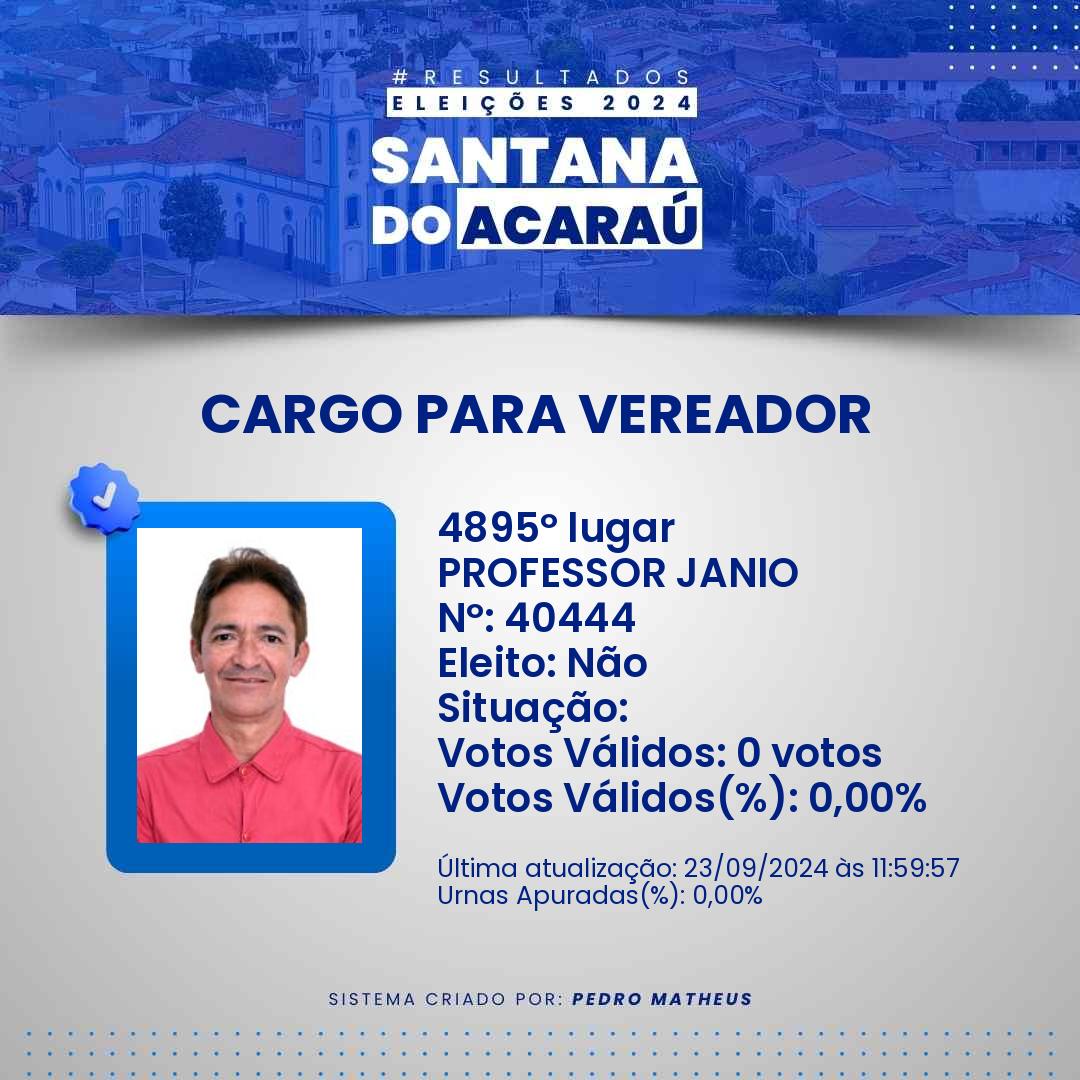 #RESULTADOS
ELEIÇÕES 2024
SANTANA
DO ACARAÚ
CARGO PARA VEREADOR
4895º lugar
PROFESSOR JANIO
Nº: 40444
Eleito: Não
Situação:
Votos Válidos: 0 votos
Votos Válidos(%): 0,00%
Última atualização: 23/09/2024 às 11:59:57
Urnas Apuradas(%): 0,00%
SISTEMA CRIADO POR: PEDRO MATHEUS